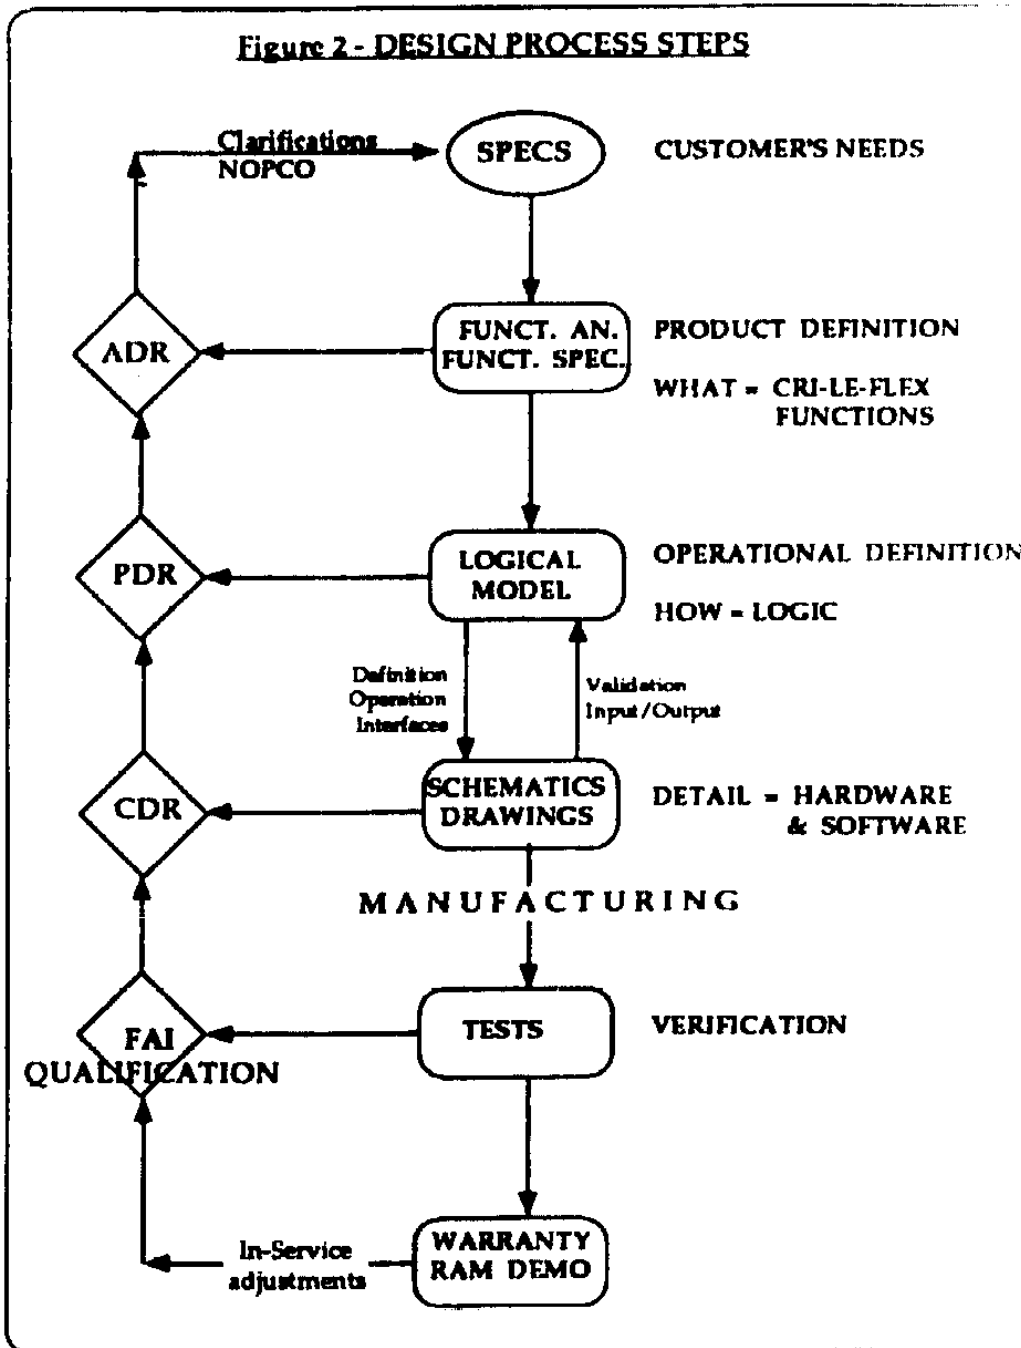 Figure 2 - DESIGN PROCESS STEPS
Clarifications
NOPCO
SPECS
CUSTOMER'S NEEDS
ADR
FUNCT. AN.
FUNCT. SPEC.
PRODUCT DEFINITION
WHAT = CRI-LE-FLEX
FUNCTIONS
PDR
LOGICAL
MODEL
OPERATIONAL DEFINITION
HOW = LOGIC
Definition
Operation
Interfaces
Validation
Input/Output
CDR
SCHEMATICS
DRAWINGS
DETAIL = HARDWARE
& SOFTWARE
MANUFACTURING
FAI
QUALIFICATION
TESTS
VERIFICATION
In-Service
adjustments
WARRANTY
RAM DEMO